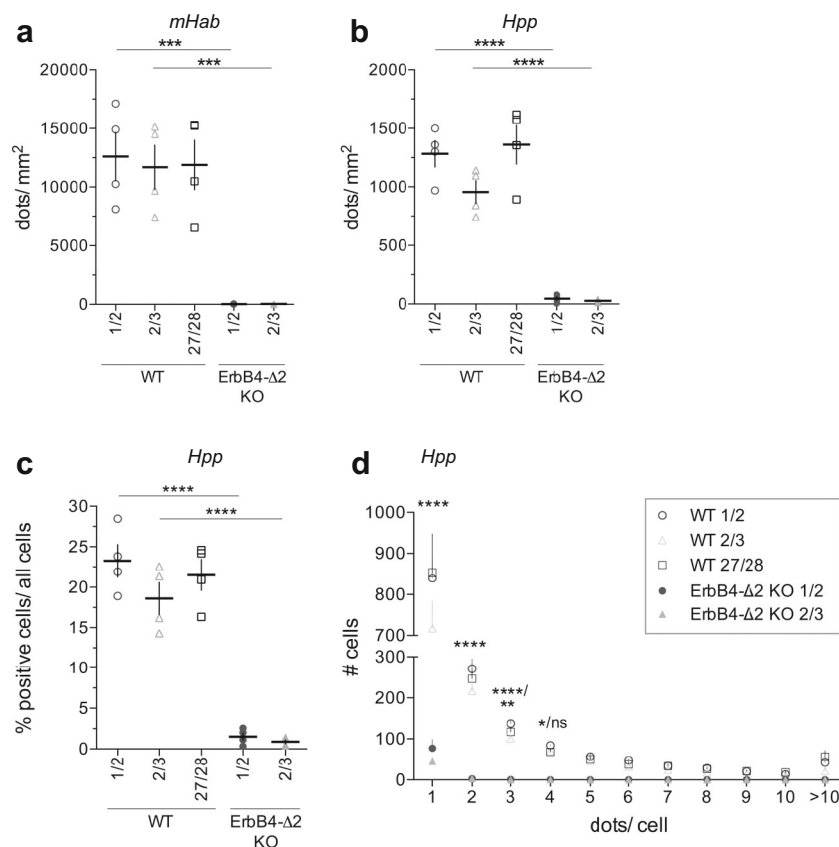 a
mHab
***
***
20000
15000
10000
5000
0
dots/ mm²
1/2
2/3
27/28
1/2
2/3
WT
ErbB4-Δ2
KO
b
Hpp
****
****
2000
1500
1000
500
0
dots/ mm²
1/2
2/3
27/28
1/2
2/3
WT
ErbB4-Δ2
KO
c
Hpp
****
****
30
25
20
15
10
5
0
% positive cells/ all cells
1/2
2/3
27/28
1/2
2/3
WT
ErbB4-Δ2
KO
d
Hpp
****
1000
900
800
700
300
200
100
0
# cells
****
****/
**
*/ns
1 2 3 4 5 6 7 8 9 10 >10
dots/ cell
WT 1/2
WT 2/3
WT 27/28
ErbB4-Δ2 KO 1/2
ErbB4-Δ2 KO 2/3